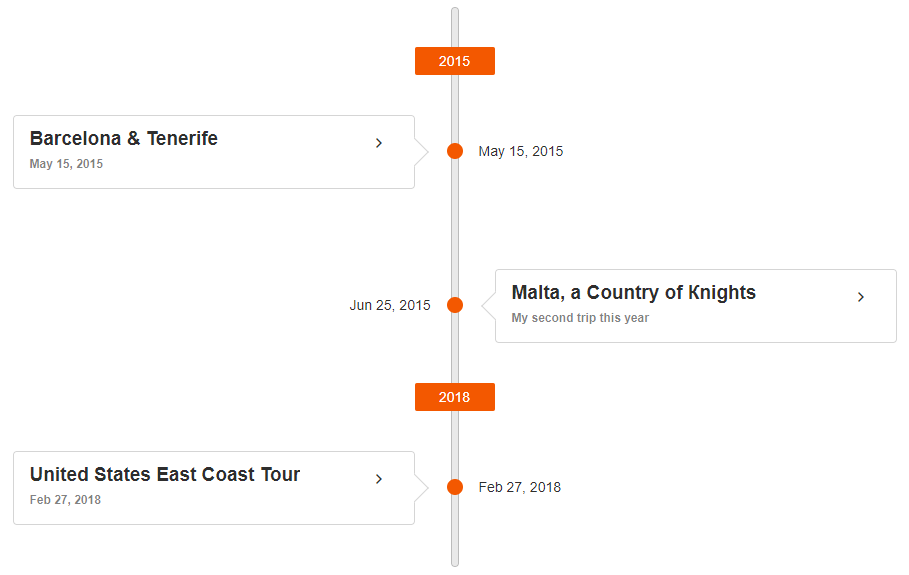 2015
Barcelona & Tenerife
May 15, 2015
May 15, 2015
Jun 25, 2015
Malta, a Country of Knights
My second trip this year
2018
United States East Coast Tour
Feb 27, 2018
Feb 27, 2018